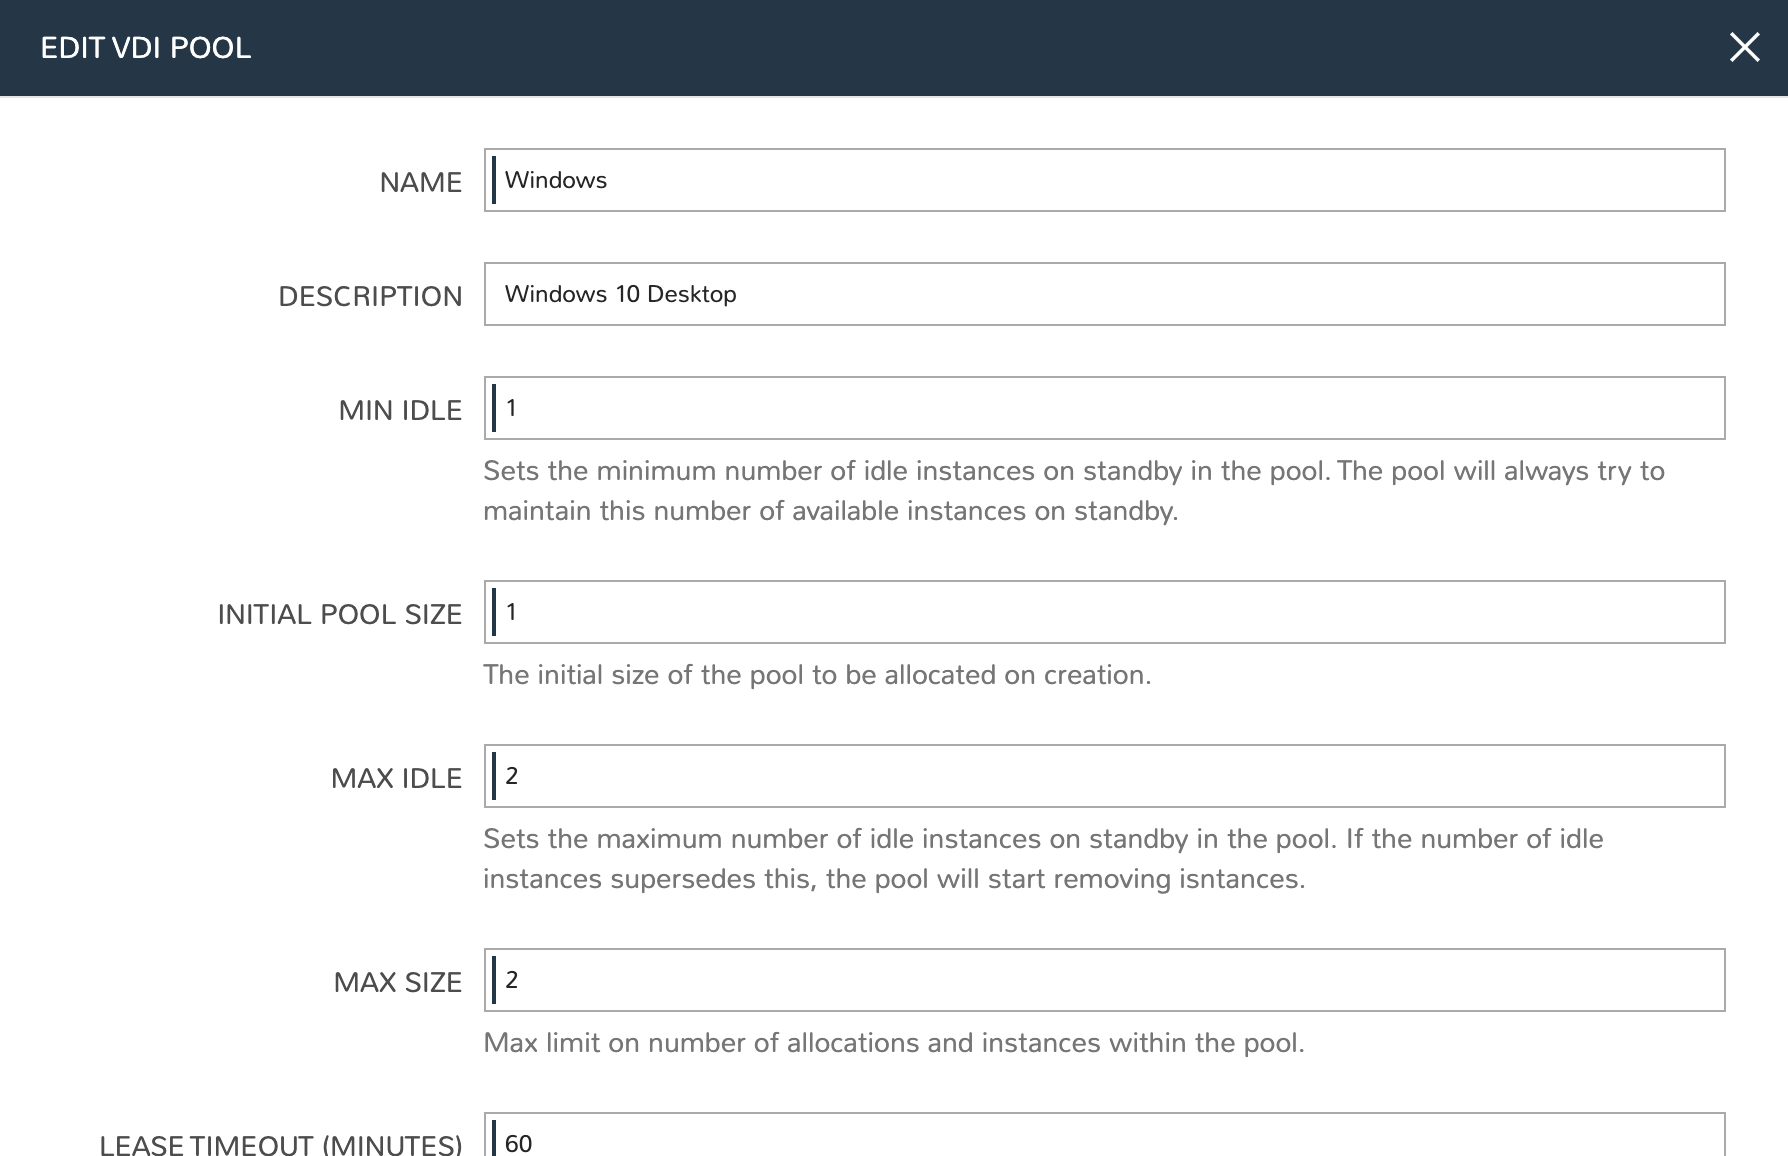 EDIT VDI POOL
NAME
Windows
DESCRIPTION
Windows 10 Desktop
MIN IDLE
1
Sets the minimum number of idle instances on standby in the pool. The pool will always try to
maintain this number of available instances on standby.
INITIAL POOL SIZE
1
The initial size of the pool to be allocated on creation.
MAX IDLE
2
Sets the maximum number of idle instances on standby in the pool. If the number of idle
instances supersedes this, the pool will start removing isntances.
MAX SIZE
2
Max limit on number of allocations and instances within the pool.
LEASE TIMEOUT (MINUTES)
60